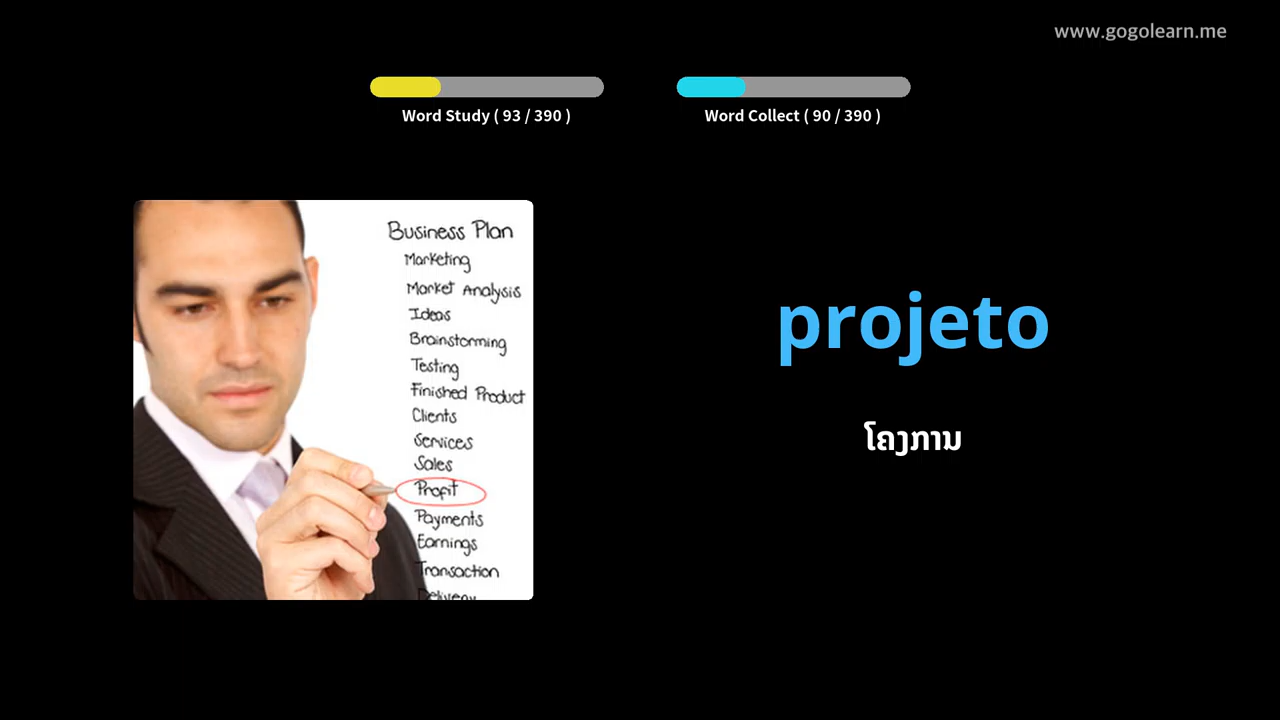 www.gogolearn.me
Word Study ( 93 / 390 )
Word Collect ( 90 / 390 )
Business Plan
Marketing
Market Analysis
Ideas
Brainstorming
Testing
Finished Product
Clients
Services
Sales
Profit
Payments
Earnings
Transaction
Delivery
projeto
ໂຄງການ